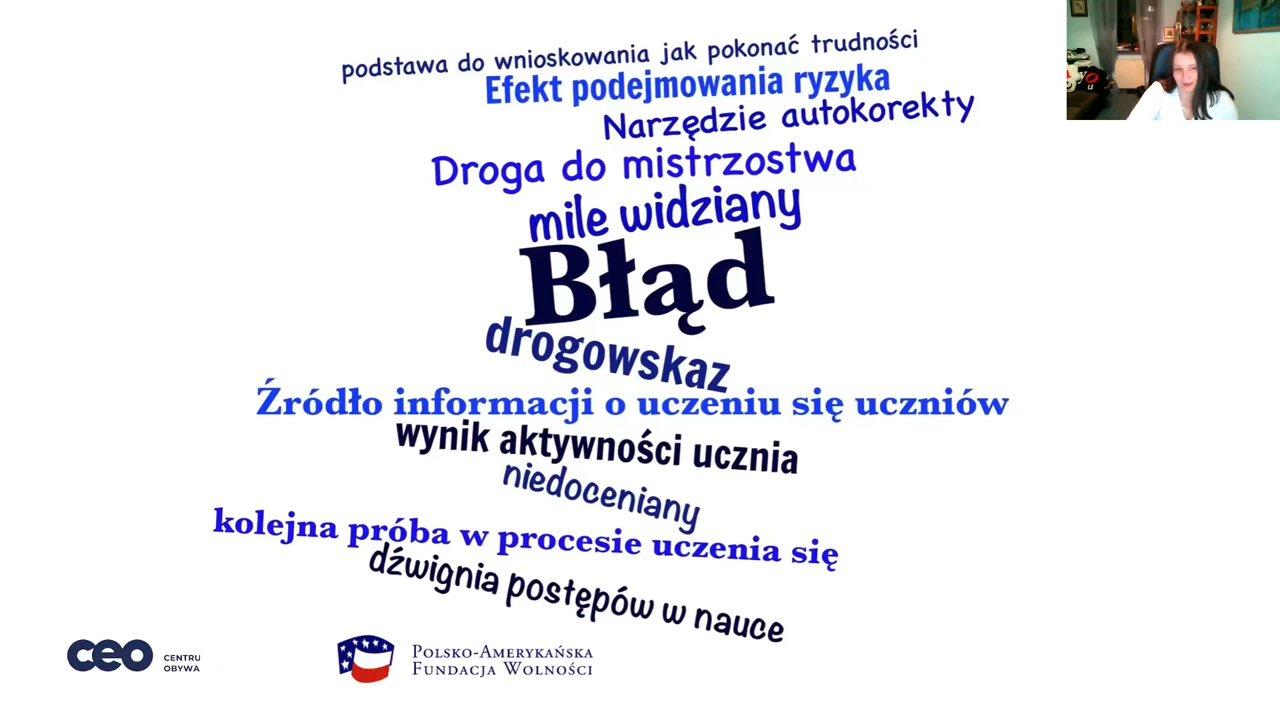 podstawa do wnioskowania jak pokonać trudności
Efekt podejmowania ryzyka
Narzędzie autokorekty
Droga do mistrzostwa
mile widziany
Błąd
drogowskaz
Źródło informacji o uczeniu się uczniów
wynik aktywności ucznia
niedoceniany
kolejna próba w procesie uczenia się
dźwignia postępów w nauce
ceo
CENTRU
OBYWA
POLSKO-AMERYKAŃSKA
FUNDACJA WOLNOŚCI